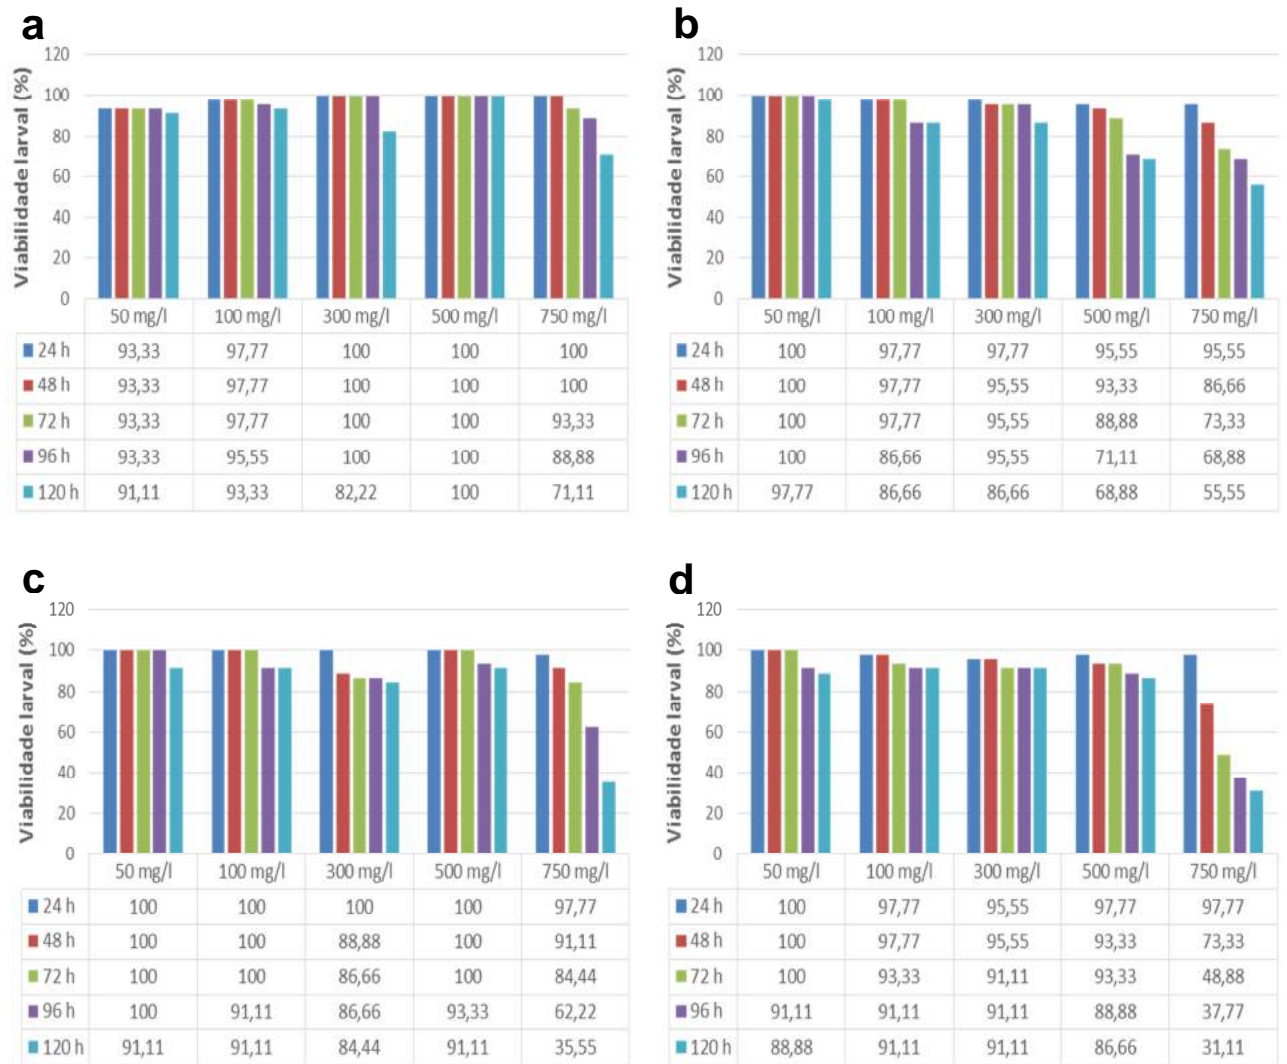 a
Viabilidade larval (%)
120
100
80
60
40
20
0
50 mg/l 100 mg/l 300 mg/l 500 mg/l 750 mg/l
24 h 93,33 97,77 100 100 100
48 h 93,33 97,77 100 100 100
72 h 93,33 97,77 100 100 93,33
96 h 93,33 95,55 100 100 88,88
120 h 91,11 93,33 82,22 100 71,11
b
Viabilidade larval (%)
120
100
80
60
40
20
0
50 mg/l 100 mg/l 300 mg/l 500 mg/l 750 mg/l
24 h 100 97,77 97,77 95,55 95,55
48 h 100 97,77 95,55 93,33 86,66
72 h 100 97,77 95,55 88,88 73,33
96 h 100 86,66 95,55 71,11 68,88
120 h 97,77 86,66 86,66 68,88 55,55
c
Viabilidade larval (%)
120
100
80
60
40
20
0
50 mg/l 100 mg/l 300 mg/l 500 mg/l 750 mg/l
24 h 100 100 100 100 97,77
48 h 100 100 88,88 100 91,11
72 h 100 100 86,66 100 84,44
96 h 100 91,11 86,66 93,33 62,22
120 h 91,11 91,11 84,44 91,11 35,55
d
Viabilidade larval (%)
120
100
80
60
40
20
0
50 mg/l 100 mg/l 300 mg/l 500 mg/l 750 mg/l
24 h 100 97,77 95,55 97,77 97,77
48 h 100 97,77 95,55 93,33 73,33
72 h 100 93,33 91,11 93,33 48,88
96 h 91,11 91,11 91,11 88,88 37,77
120 h 88,88 91,11 91,11 86,66 31,11